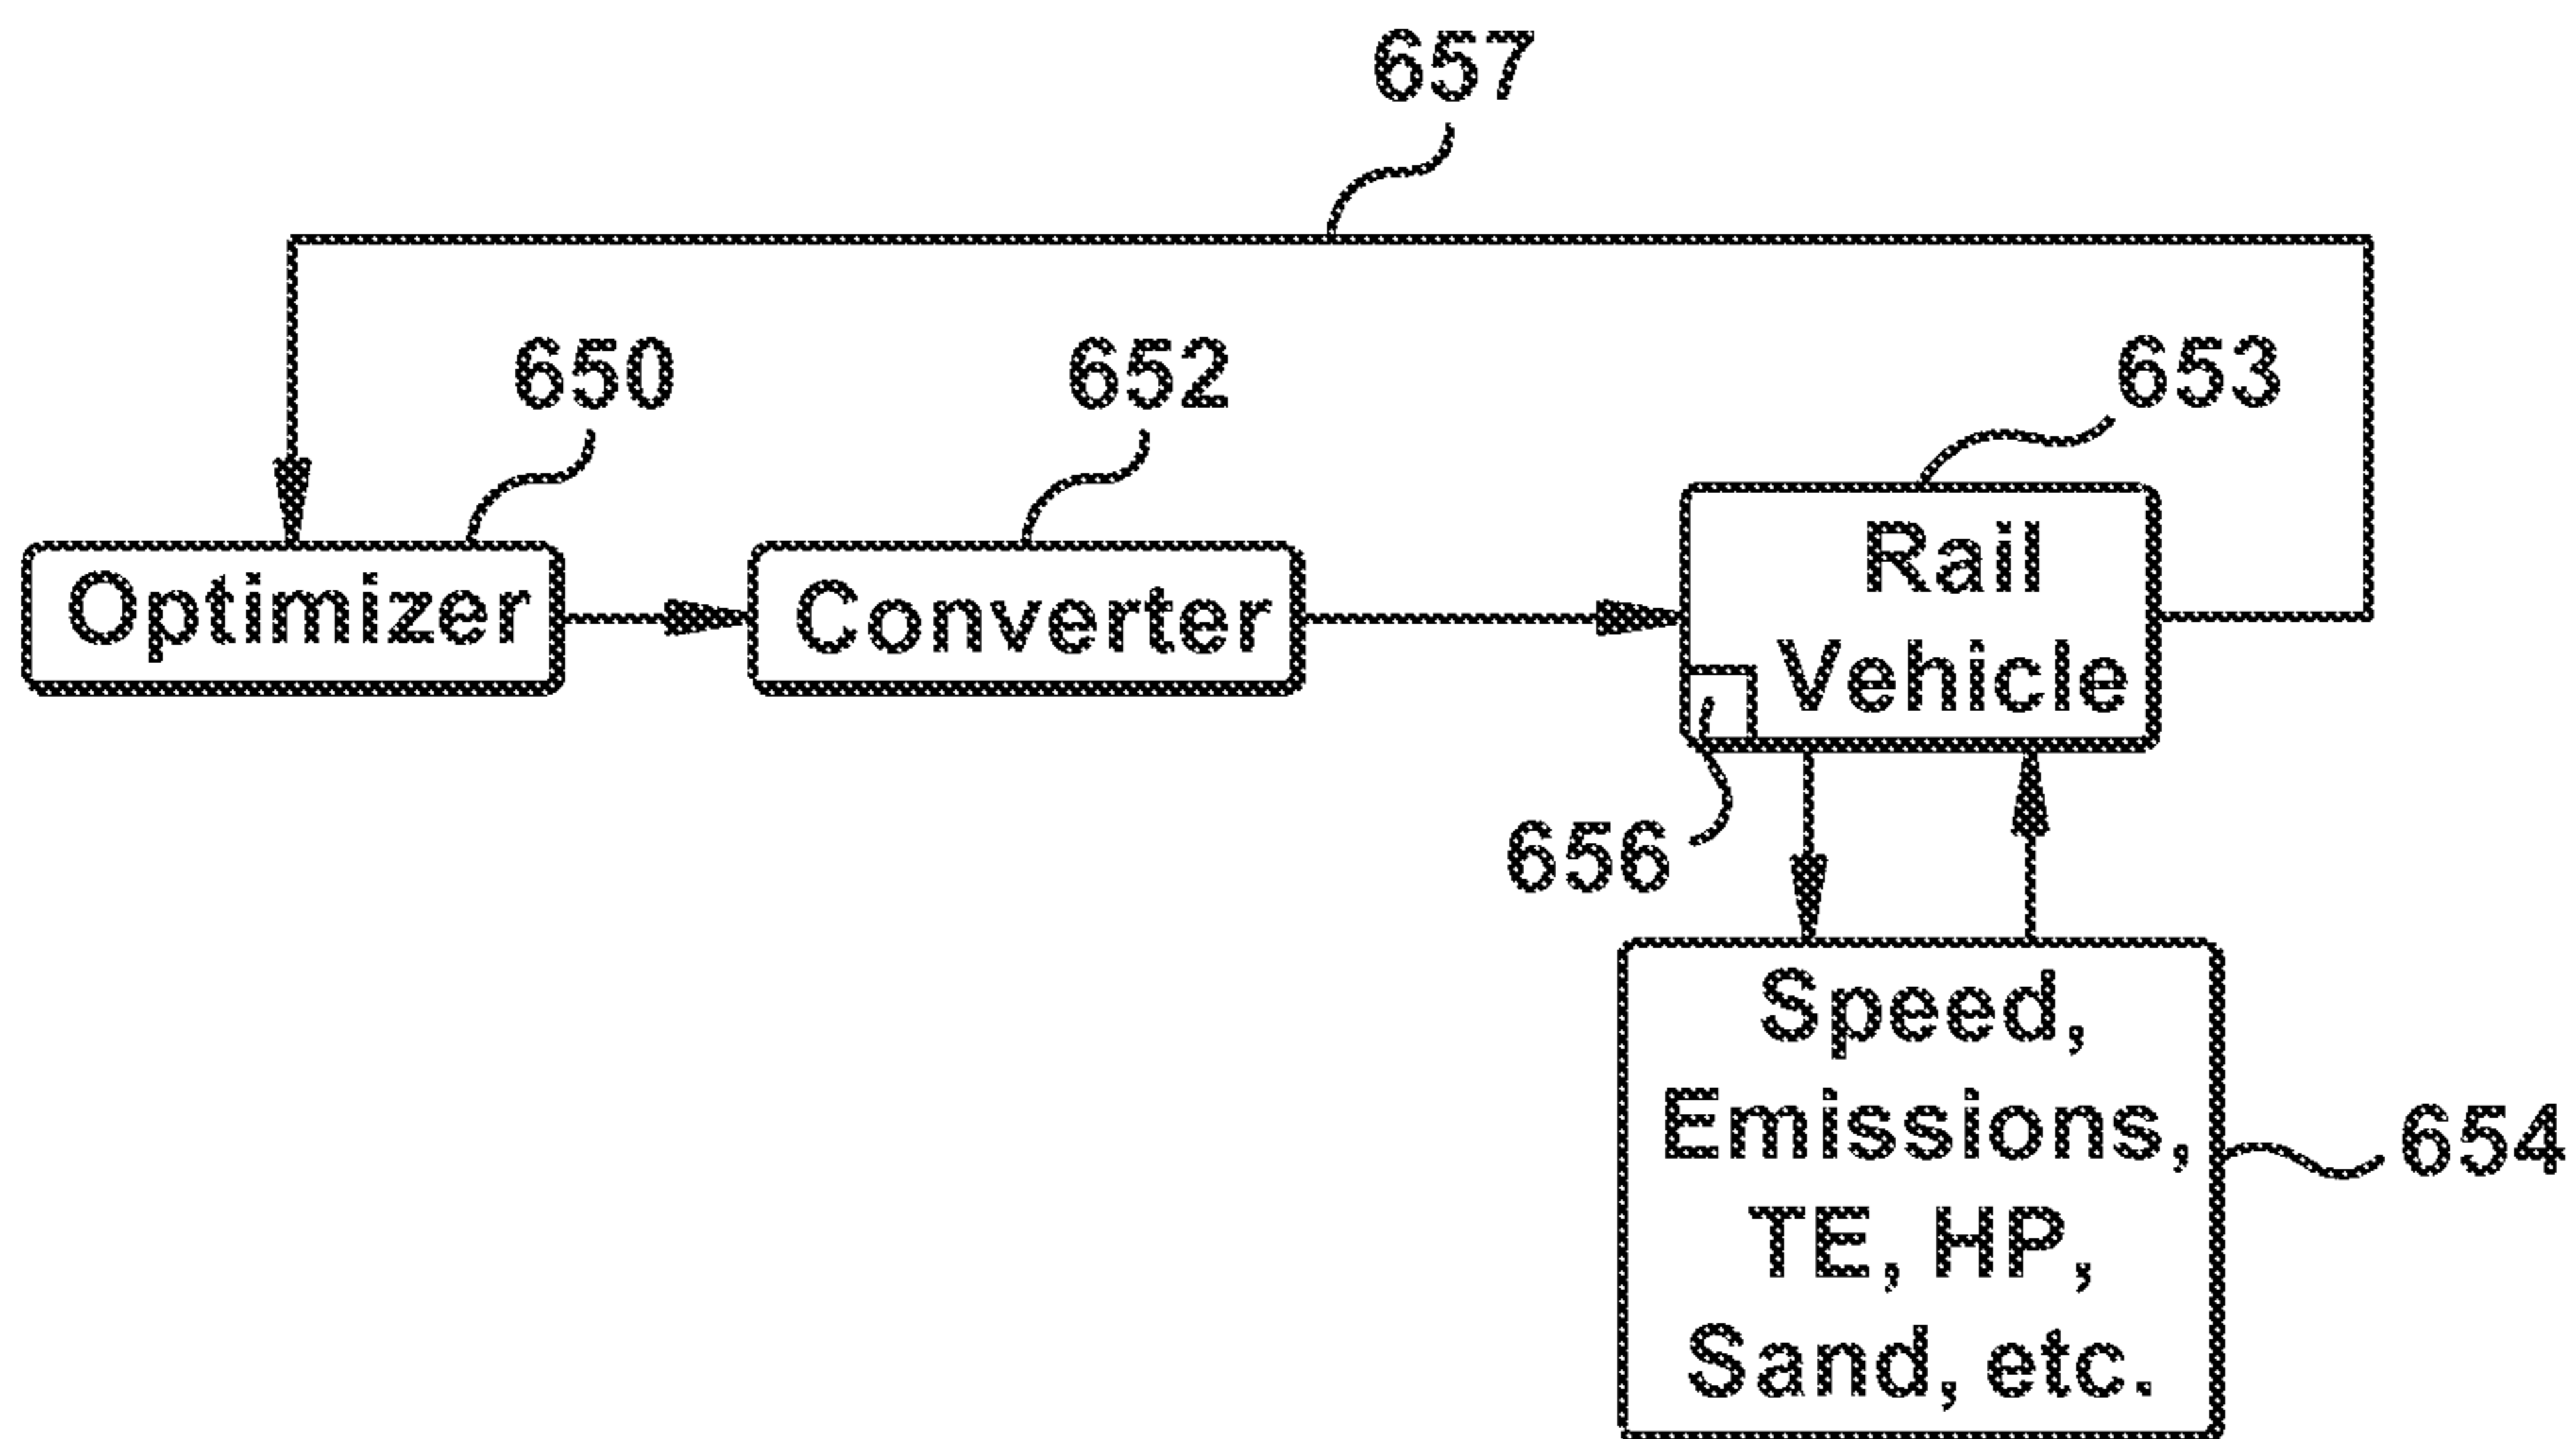 657
650
652
653
Optimizer
Converter
Rail
Vehicle
656
Speed,
Emissions,
TE, HP,
Sand, etc.
654